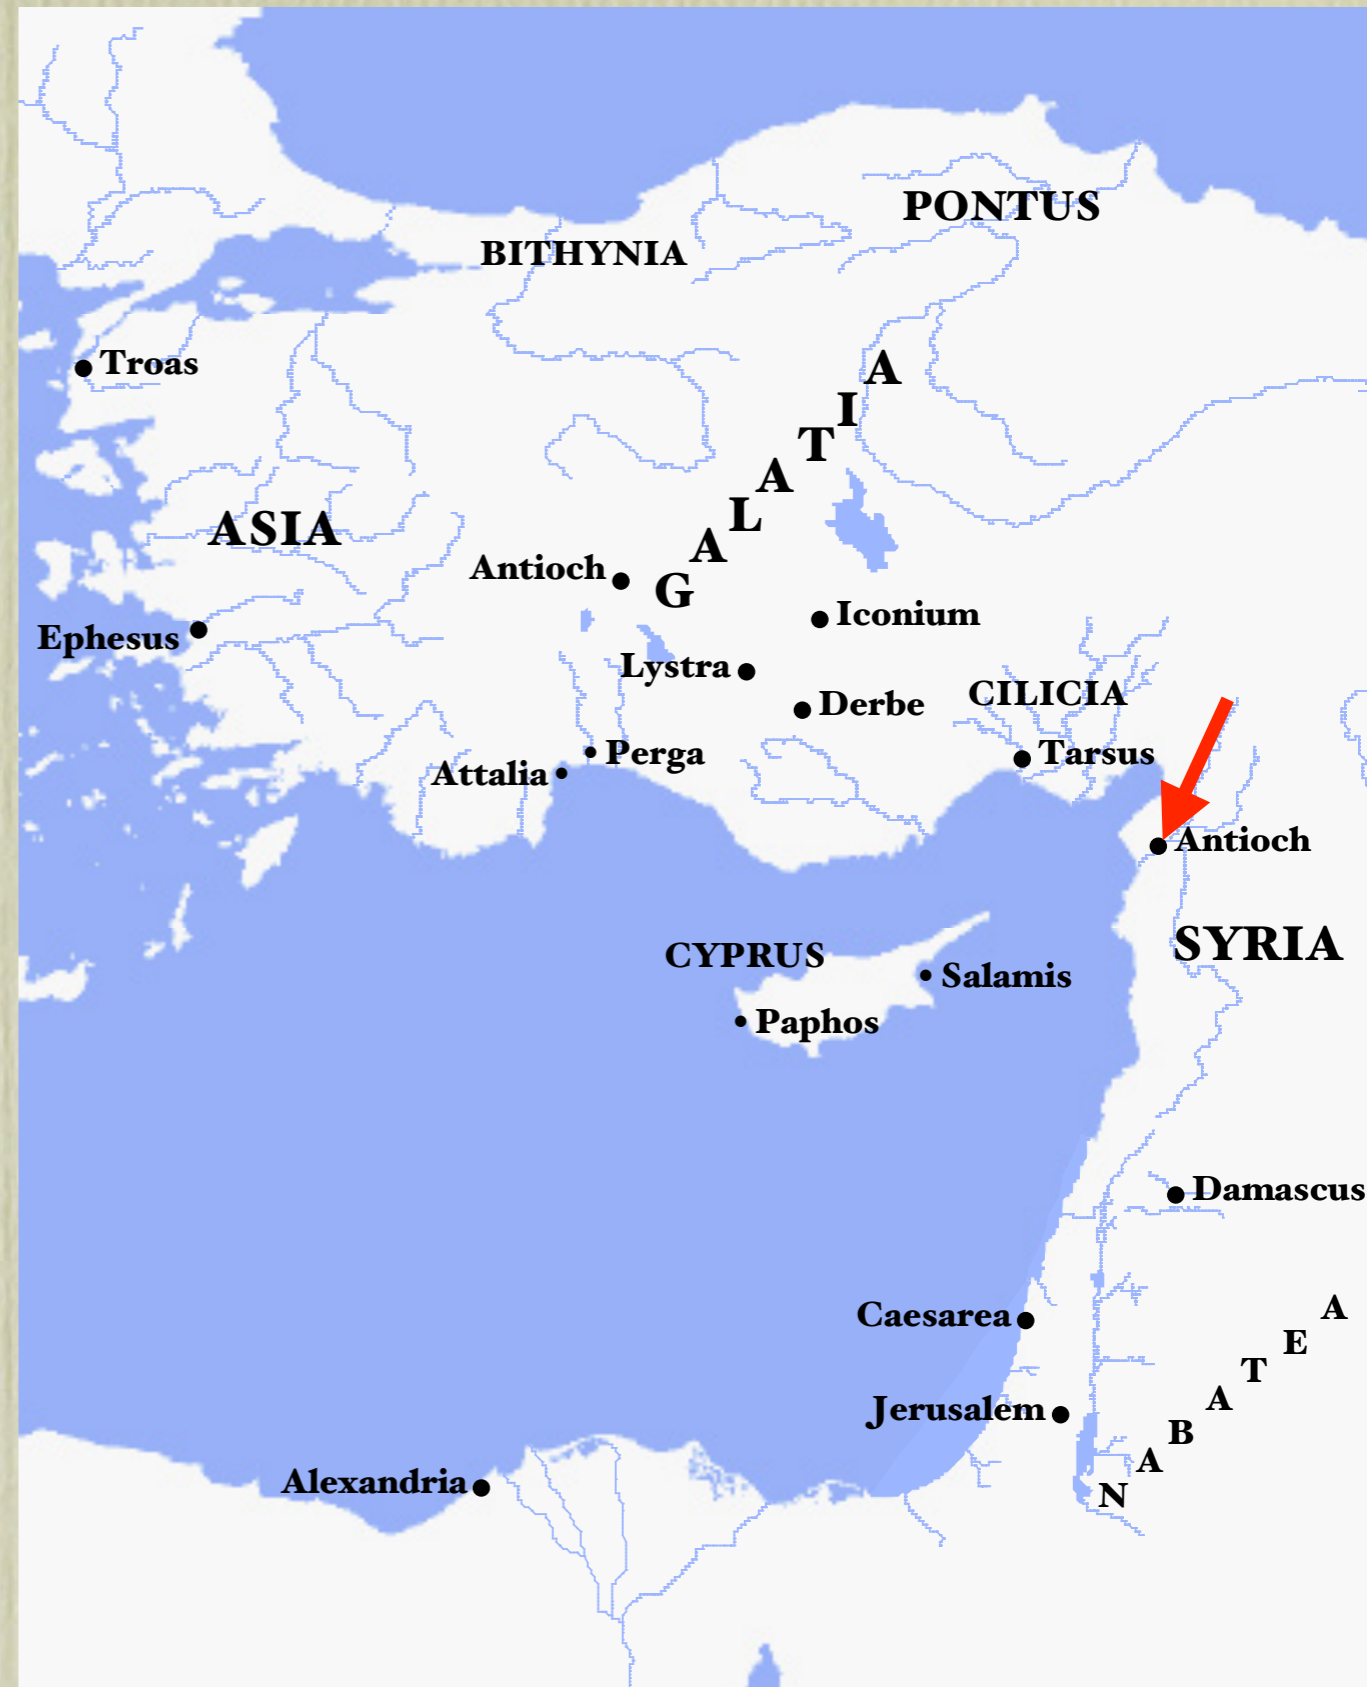 PONTUS
BITHYNIA
Troas
GALATIA
ASIA
Antioch
Iconium
Ephesus
Lystra
CILICIA
Derbe
Perga
Tarsus
Attalia
Antioch
SYRIA
CYPRUS
Salamis
Paphos
Damascus
Caesarea
NABATEA
Jerusalem
Alexandria